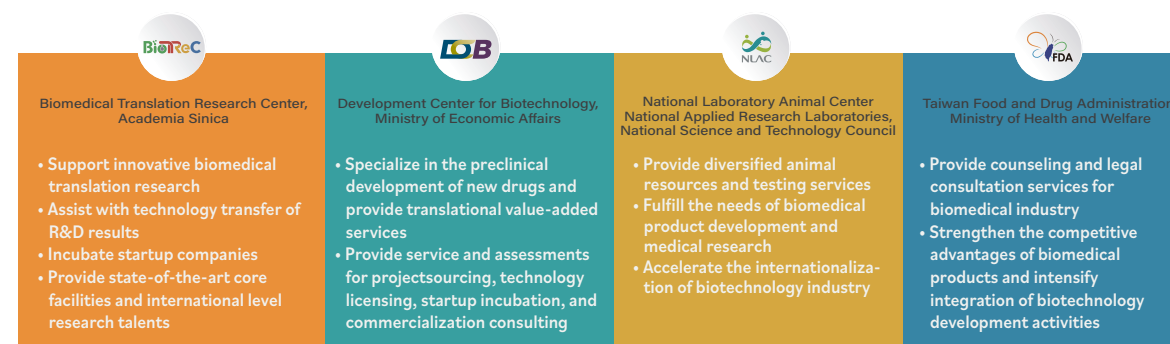 BioTReC
Biomedical Translation Research Center,
Academia Sinica
• Support innovative biomedical
translation research
• Assist with technology transfer of
R&D results
• Incubate startup companies
• Provide state-of-the-art core
facilities and international level
research talents
DCB
Development Center for Biotechnology,
Ministry of Economic Affairs
• Specialize in the preclinical
development of new drugs and
provide translational value-added
services
• Provide service and assessments
for projectsourcing, technology
licensing, startup incubation, and
commercialization consulting
NLAC
National Laboratory Animal Center
National Applied Research Laboratories,
National Science and Technology Council
• Provide diversified animal
resources and testing services
• Fulfill the needs of biomedical
product development and
medical research
• Accelerate the internationaliza-
tion of biotechnology industry
FDA
Taiwan Food and Drug Administration
Ministry of Health and Welfare
• Provide counseling and legal
consultation services for
biomedical industry
• Strengthen the competitive
advantages of biomedical
products and intensify
integration of biotechnology
development activities